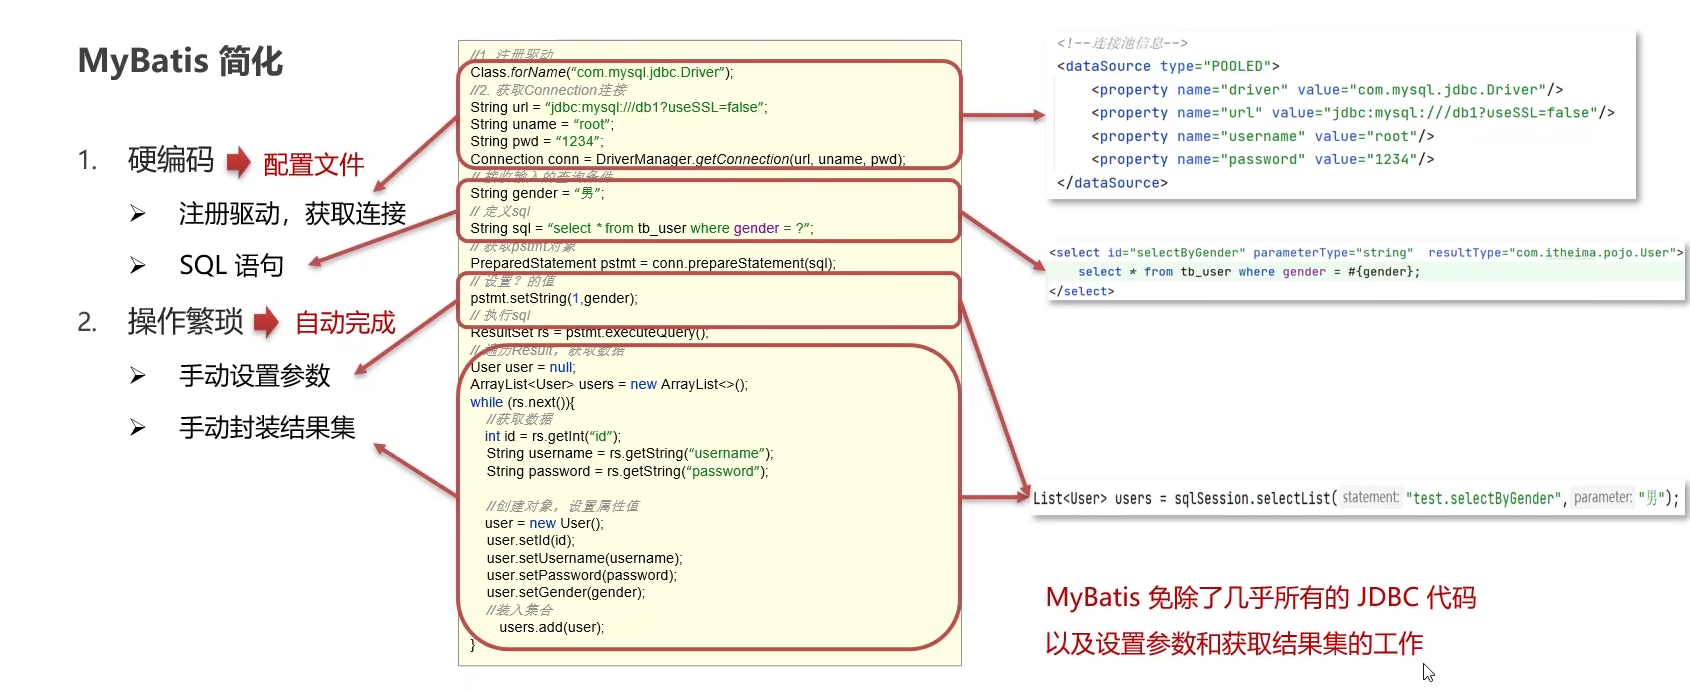 MyBatis 简化
1. 硬编码 配置文件
➢ 注册驱动，获取连接
➢ SQL 语句
2. 操作繁琐 自动完成
➢ 手动设置参数
➢ 手动封装结果集
//1. 注册驱动
Class.forName(“com.mysql.jdbc.Driver”);
//2. 获取Connection连接
String url = “jdbc:mysql:///db1?useSSL=false”;
String uname = “root”;
String pwd = “1234”;
Connection conn = DriverManager.getConnection(url, uname, pwd);
// 接收输入的查询条件
String gender = “男”;
// 定义sql
String sql = “select * from tb_user where gender = ?”;
// 获取pstmt对象
PreparedStatement pstmt = conn.prepareStatement(sql);
// 设置？的值
pstmt.setString(1,gender);
// 执行sql
ResultSet rs = pstmt.executeQuery();
// 遍历Result，获取数据
User user = null;
ArrayList<User> users = new ArrayList<>();
while (rs.next()){
//获取数据
int id = rs.getInt(“id”);
String username = rs.getString(“username”);
String password = rs.getString(“password”);
//创建对象，设置属性值
user = new User();
user.setId(id);
user.setUsername(username);
user.setPassword(password);
user.setGender(gender);
//装入集合
users.add(user);
}
<!--连接池信息-->
<dataSource type="POOLED">
<property name="driver" value="com.mysql.jdbc.Driver"/>
<property name="url" value="jdbc:mysql:///db1?useSSL=false"/>
<property name="username" value="root"/>
<property name="password" value="1234"/>
</dataSource>
<select id="selectByGender" parameterType="string" resultType="com.itheima.pojo.User">
select * from tb_user where gender = #{gender};
</select>
List<User> users = sqlSession.selectList( statement: "test.selectByGender", parameter: "男");
MyBatis 免除了几乎所有的 JDBC 代码
以及设置参数和获取结果集的工作